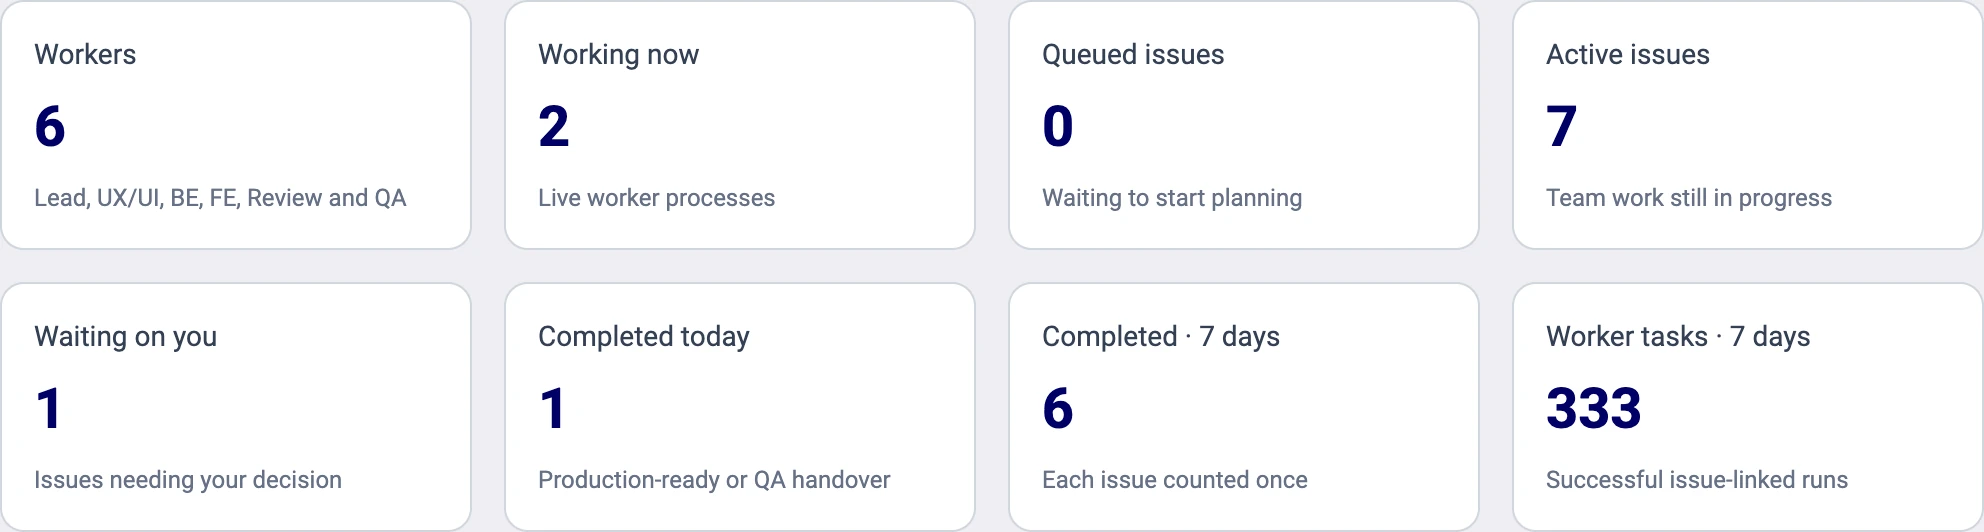 Workers
6
Lead, UX/UI, BE, FE, Review and QA
Working now
2
Live worker processes
Queued issues
0
Waiting to start planning
Active issues
7
Team work still in progress
Waiting on you
1
Issues needing your decision
Completed today
1
Production-ready or QA handover
Completed · 7 days
6
Each issue counted once
Worker tasks · 7 days
333
Successful issue-linked runs